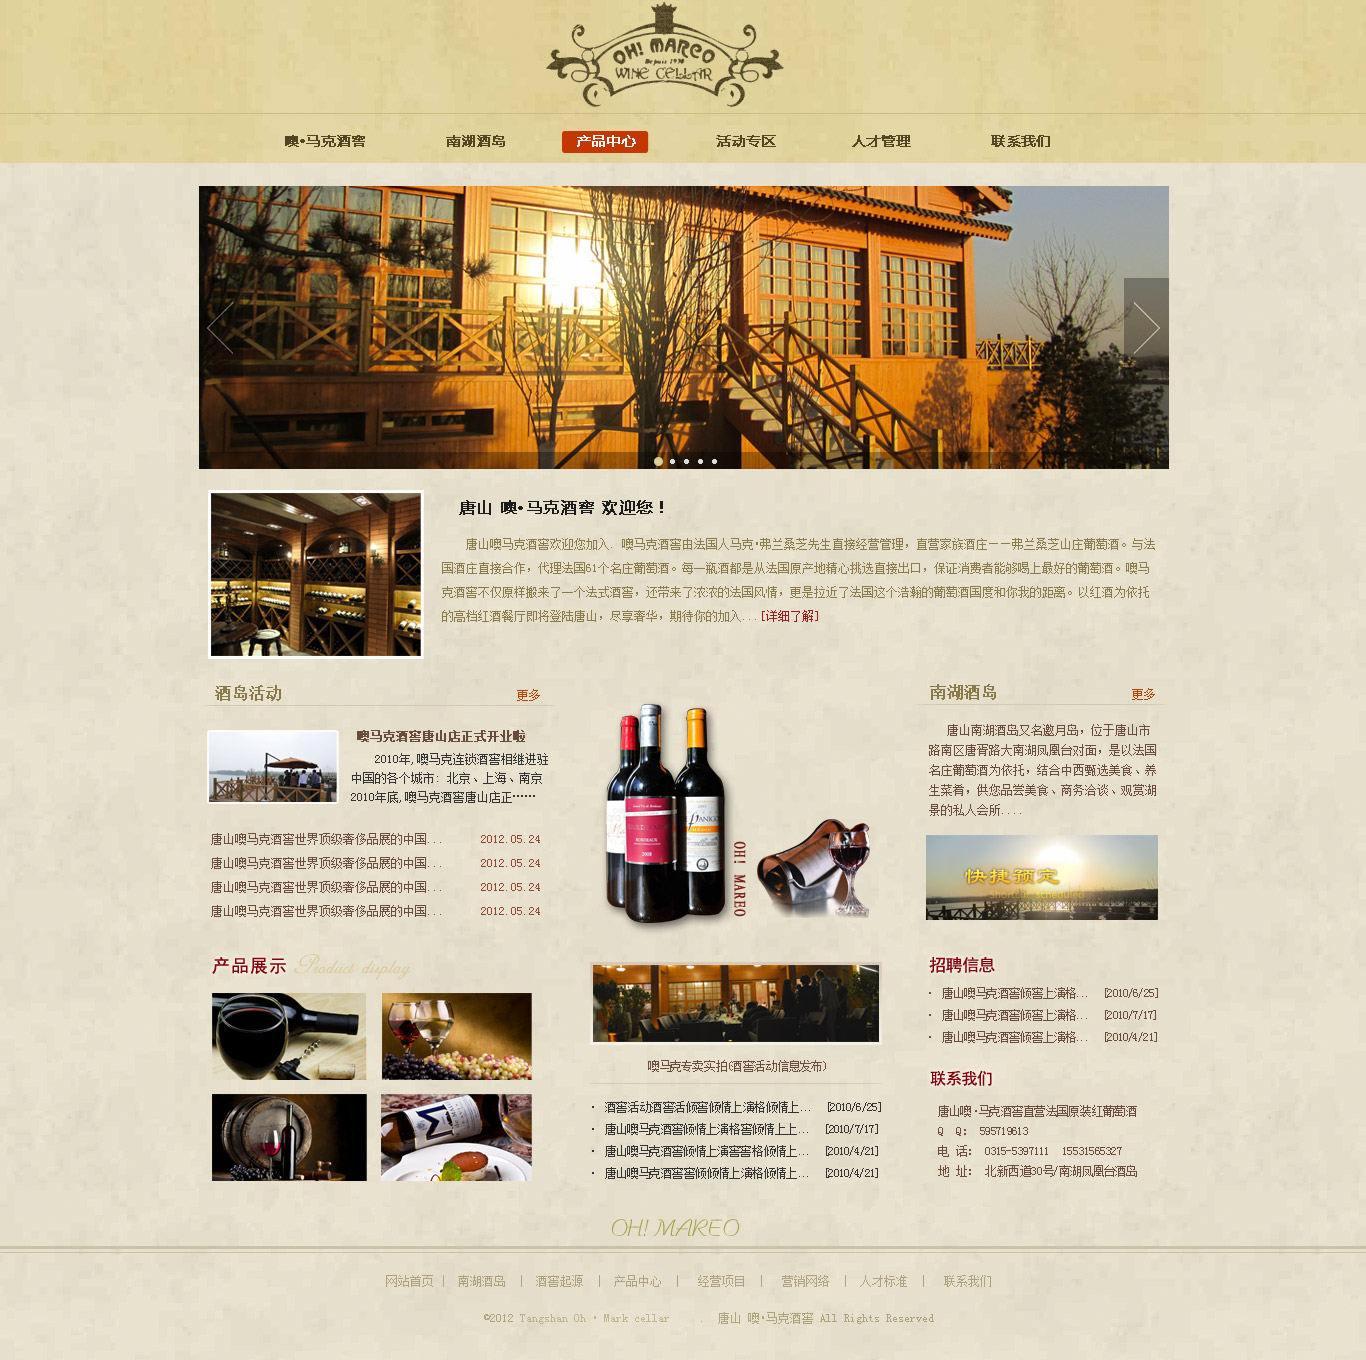 OH! MAREO
Depuis 1938
WINE CELLAR
噢·马克酒窖 南湖酒岛 产品中心 活动专区 人才管理 联系我们
唐山 噢·马克酒窖 欢迎您！
唐山噢马克酒窖欢迎您加入. 噢马克酒窖由法国人马克·弗兰桑芝先生直接经营管理，直营家族酒庄——弗兰桑芝山庄葡萄酒。与法
国酒庄直接合作，代理法国61个名庄葡萄酒。每一瓶酒都是从法国原产地精心挑选直接出口，保证消费者能够喝上最好的葡萄酒。噢马
克酒窖不仅原样搬来了一个法式酒窖，还带来了浓浓的法国风情，更是拉近了法国这个浩瀚的葡萄酒国度和你我的距离。以红酒为依托
的高档红酒餐厅即将登陆唐山，尽享奢华，期待你的加入...[详细了解]
酒岛活动 更多
噢马克酒窖唐山店正式开业啦
2010年,噢马克连锁酒窖相继进驻
中国的各个城市：北京、上海、南京
2010年底,噢马克酒窖唐山店正……
唐山噢马克酒窖世界顶级奢侈品展的中国... 2012.05.24
唐山噢马克酒窖世界顶级奢侈品展的中国... 2012.05.24
唐山噢马克酒窖世界顶级奢侈品展的中国... 2012.05.24
唐山噢马克酒窖世界顶级奢侈品展的中国... 2012.05.24
BORDEAUX
2008
OH! MAREO
南湖酒岛 更多
唐山南湖酒岛又名邀月岛，位于唐山市
路南区唐胥路大南湖凤凰台对面，是以法国
名庄葡萄酒为依托，结合中西甄选美食、养
生菜肴，供您品尝美食、商务洽谈、观赏湖
景的私人会所....
快捷预定
产品展示 Product display
噢马克专卖实拍(酒窖活动信息发布)
· 酒窖活动酒窖活倾窖倾情上演格倾情上... [2010/6/25]
· 唐山噢马克酒窖倾情上演格窖倾情上上... [2010/7/17]
· 唐山噢马克酒窖倾情上演窖窖格倾情上... [2010/4/21]
· 唐山噢马克酒窖窖倾倾情上演格倾情上... [2010/4/21]
招聘信息
· 唐山噢马克酒窖倾窖上演格... [2010/6/25]
· 唐山噢马克酒窖倾窖上演格... [2010/7/17]
· 唐山噢马克酒窖倾窖上演格... [2010/4/21]
联系我们
唐山噢·马克酒窖直营法国原装红葡萄酒
Q Q: 595719613
电 话: 0315-5397111 15531565327
地 址: 北新西道30号/南湖凤凰台酒岛
OH! MAREO
网站首页 | 南湖酒岛 | 酒窖起源 | 产品中心 | 经营项目 | 营销网络 | 人才标准 | 联系我们
©2012 Tangshan Oh · Mark cellar 唐山 噢·马克酒窖 All Rights Reserved